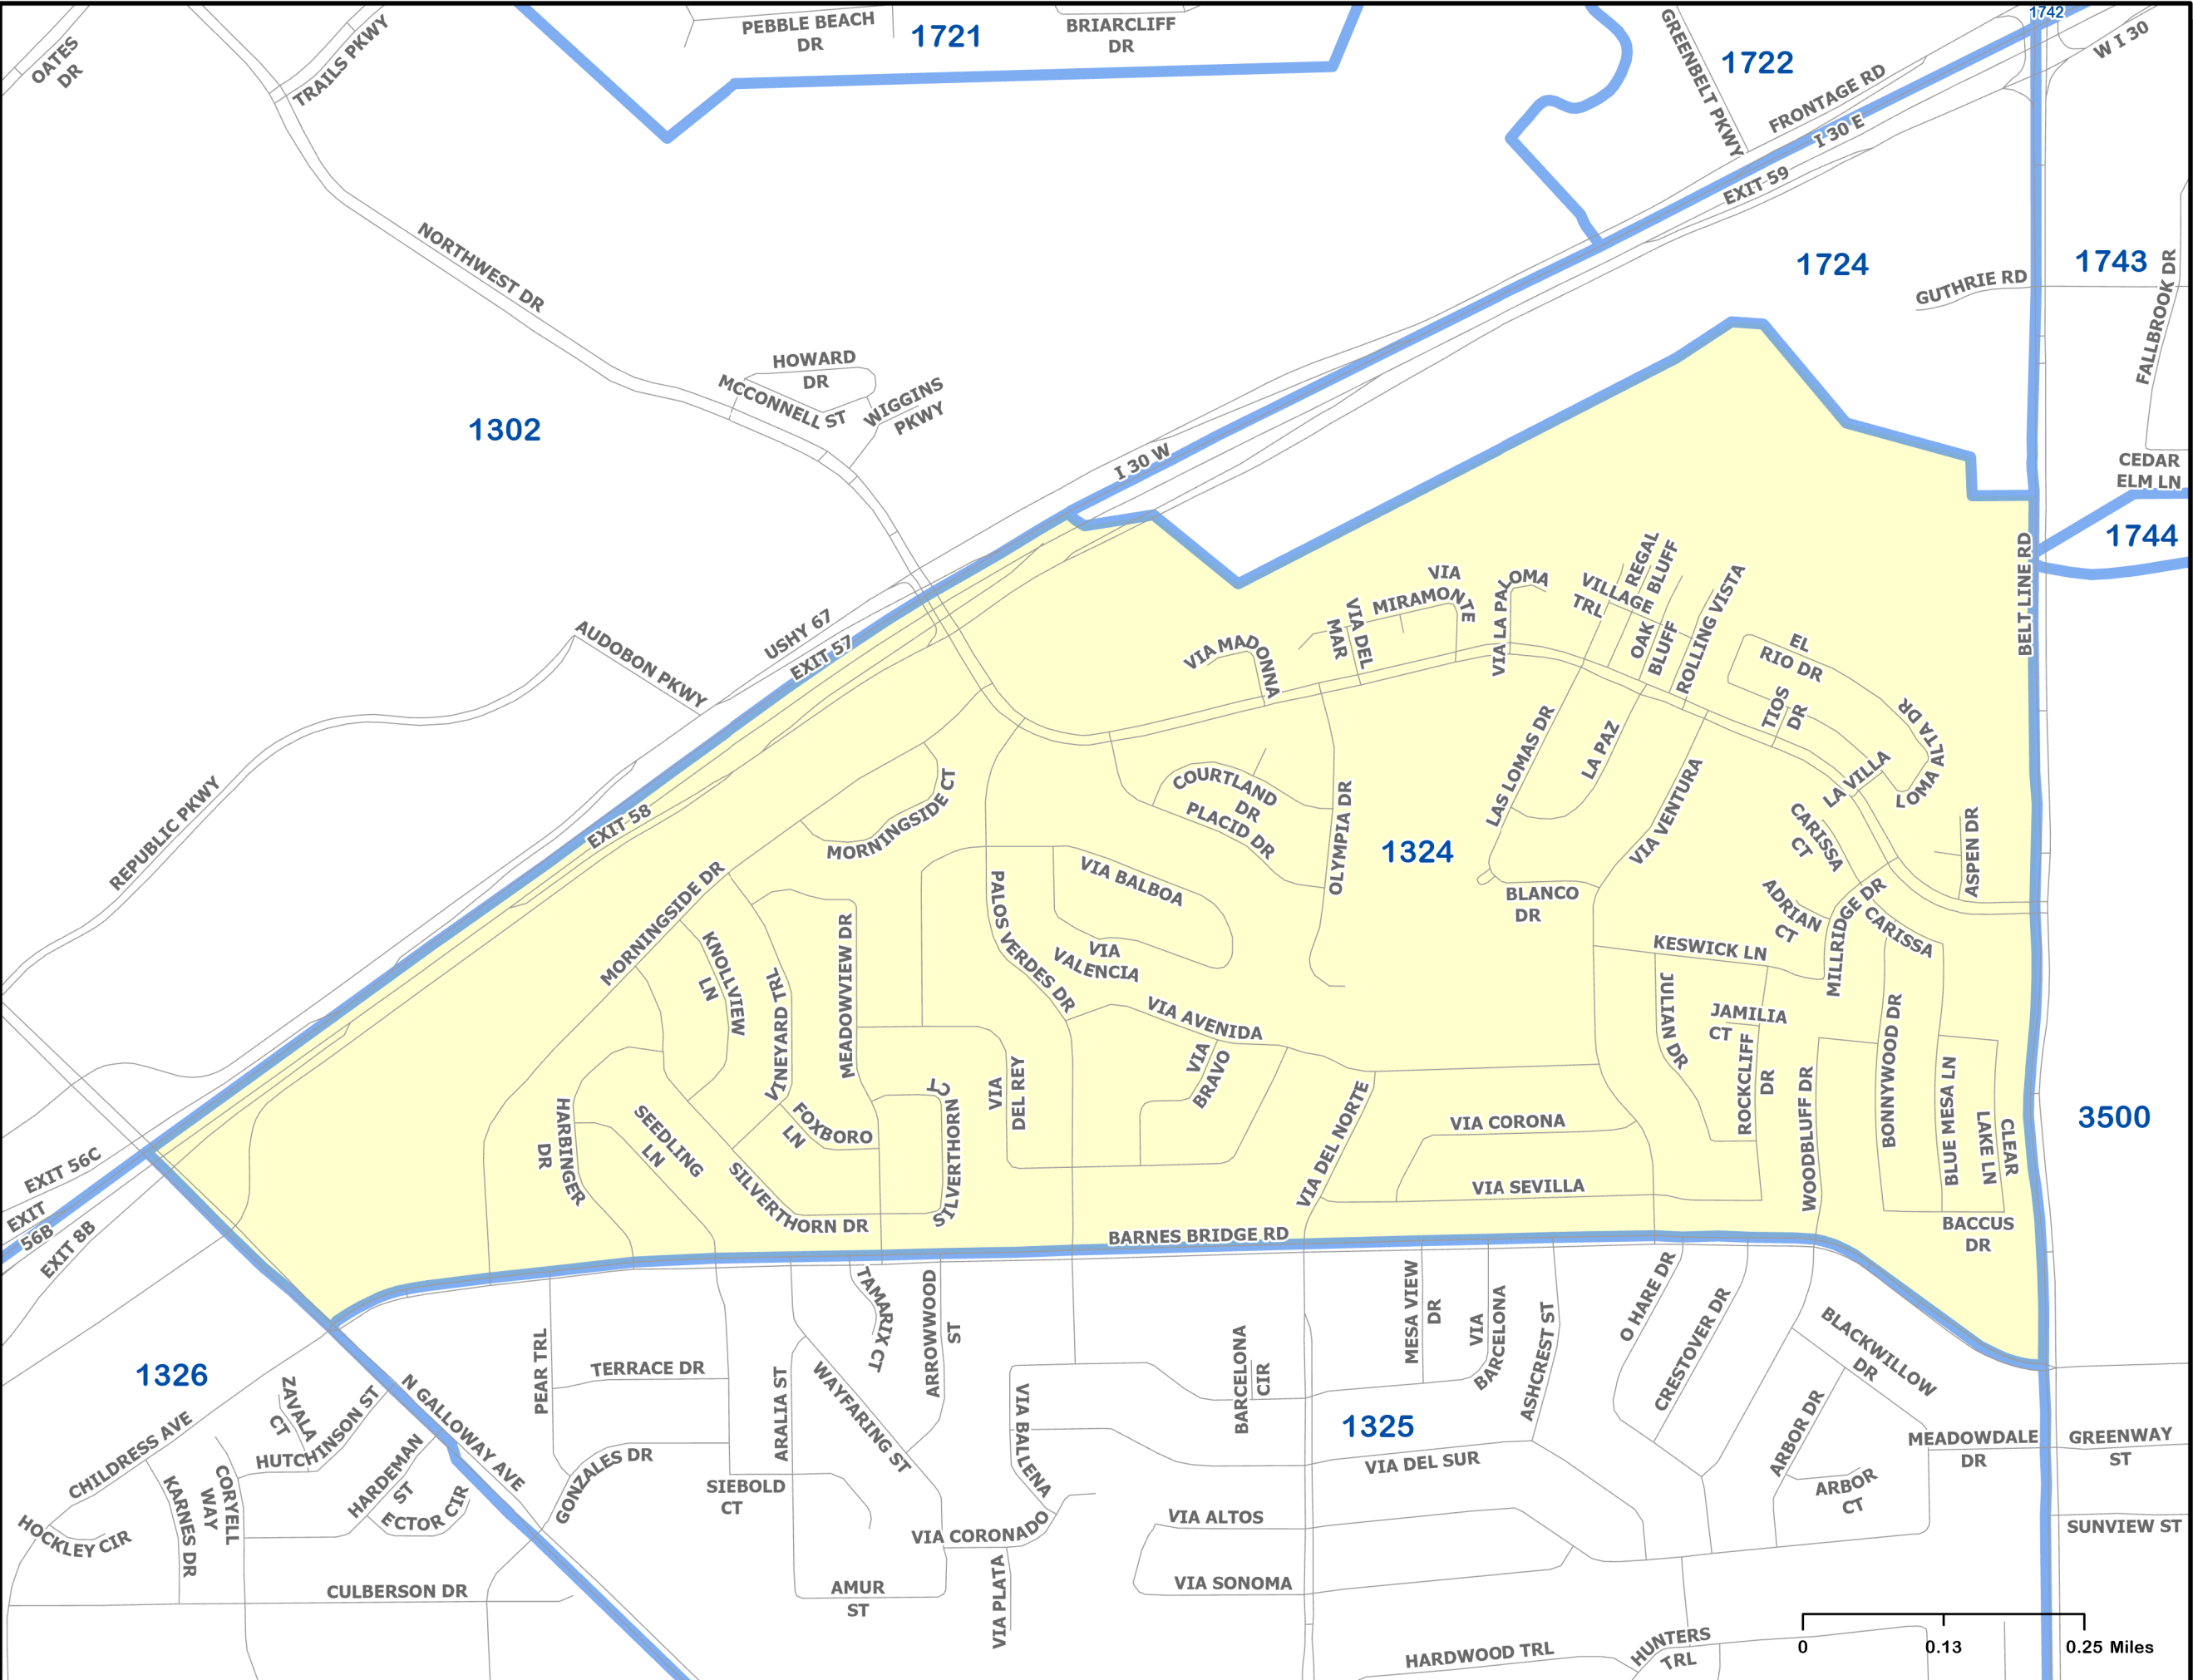 1742
OATES
DR
TRAILS PKWY
PEBBLE BEACH
DR
1721
BRIARCLIFF
DR
GREENBELT PKWY
1722
FRONTAGE RD
W I 30
I 30 E
EXIT 59
NORTHWEST DR
1724
GUTHRIE RD
1743
FALLBROOK DR
HOWARD
DR
MCCONNELL ST
WIGGINS
PKWY
1302
I 30 W
CEDAR
ELM LN
1744
BELT LINE RD
AUDOBON PKWY
USHY 67
EXIT 57
VIA MADONNA
MAR
VIA DEL
VIA
MIRAMONTE
VIA LA PALOMA
VILLAGE
TRL
REGAL
BLUFF
OAK
BLUFF
ROLLING VISTA
EL
RIO DR
TIOS
DR
LOMA ALTA DR
REPUBLIC PKWY
EXIT 58
MORNINGSIDE CT
COURTLAND
DR
PLACID DR
OLYMPIA DR
1324
LAS LOMAS DR
LA PAZ
VIA VENTURA
LA VILLA
CARISSA
CT
ASPEN DR
MORNINGSIDE DR
VIA BALBOA
BLANCO
DR
ADRIAN
CT
MILLRIDGE DR
CARISSA
KNOLLVIEW
LN
VINEYARD TRL
MEADOWVIEW DR
PALOS VERDES DR
VIA
VALENCIA
KESWICK LN
VIA AVENIDA
JULIAN DR
JAMILIA
CT
ROCKCLIFF
DR
WOODBLUFF DR
BONNYWOOD DR
BLUE MESA LN
CLEAR
LAKE LN
3500
HARBINGER
DR
SEEDLING
LN
FOXBORO
LN
SILVERTHORN
CT
VIA
DEL REY
VIA
BRAVO
VIA DEL NORTE
VIA CORONA
EXIT 56C
EXIT
56B
EXIT 8B
SILVERTHORN DR
VIA SEVILLA
BACCUS
DR
BARNES BRIDGE RD
1326
PEAR TRL
TERRACE DR
TAMARIX CT
ARROWWOOD
ST
ARALIA ST
WAYFARING ST
BARCELONA
CIR
MESA VIEW
DR
VIA
BARCELONA
ASHCREST ST
O HARE DR
CRESTOVER DR
BLACKWILLOW
DR
CHILDRESS AVE
ZAVALA
CT
HUTCHINSON ST
N GALLOWAY AVE
VIA BALLENA
1325
ARBOR DR
MEADOWDALE
DR
GREENWAY
ST
KARNES DR
CORYELL
WAY
HARDEMAN
ST
ECTOR CIR
GONZALES DR
SIEBOLD
CT
VIA DEL SUR
ARBOR
CT
HOCKLEY CIR
VIA CORONADO
VIA ALTOS
SUNVIEW ST
CULBERSON DR
AMUR
ST
VIA PLATA
VIA SONOMA
HARDWOOD TRL
HUNTERS
TRL
0 0.13 0.25 Miles